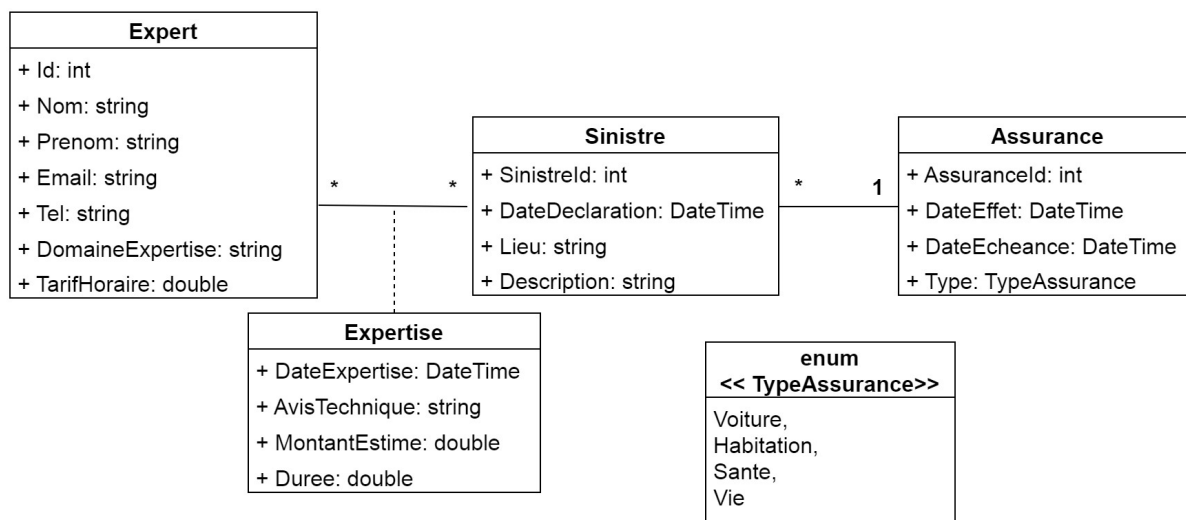 Expert
+ Id: int
+ Nom: string
+ Prenom: string
+ Email: string
+ Tel: string
+ DomaineExpertise: string
+ TarifHoraire: double
*
*
Sinistre
+ SinistreId: int
+ DateDeclaration: DateTime
+ Lieu: string
+ Description: string
*
1
Assurance
+ AssuranceId: int
+ DateEffet: DateTime
+ DateEcheance: DateTime
+ Type: TypeAssurance
Expertise
+ DateExpertise: DateTime
+ AvisTechnique: string
+ MontantEstime: double
+ Duree: double
enum
<< TypeAssurance>>
Voiture,
Habitation,
Sante,
Vie